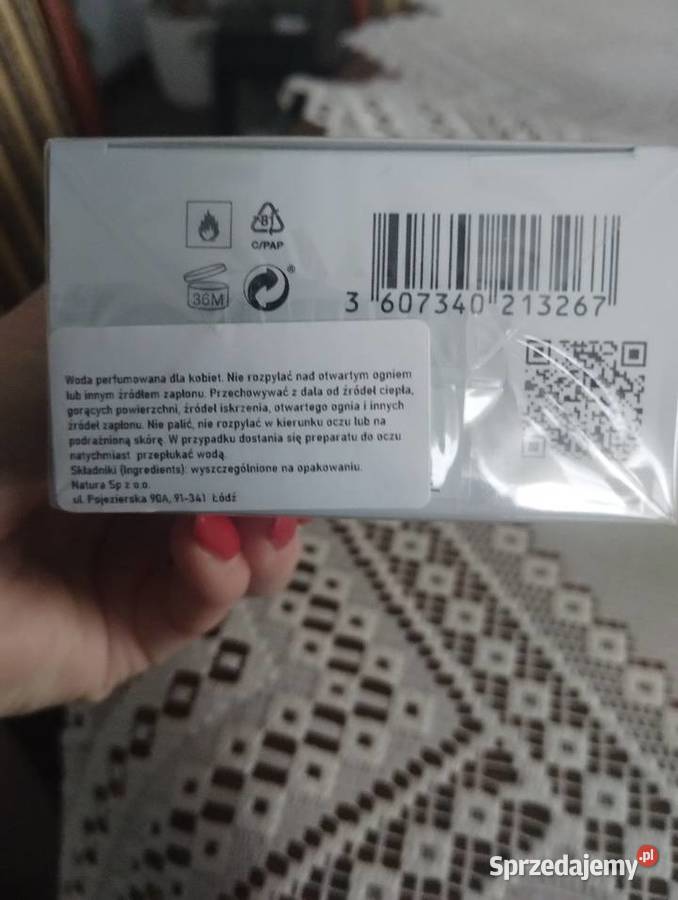 81
C/PAP
36M
®
3 607340 213267
Woda perfumowana dla kobiet. Nie rozpylać nad otwartym ogniem
lub innym źródłem zapłonu. Przechowywać z dala od źródeł ciepła,
gorących powierzchni, źródeł iskrzenia, otwartego ognia i innych
źródeł zapłonu. Nie palić, nie rozpylać w kierunku oczu lub na
podrażnioną skórę. W przypadku dostania się preparatu do oczu
natychmiast przepłukać wodą.
Składniki (Ingredients): wyszczególnione na opakowaniu.
Natura Sp z o.o.
ul. Pojezierska 90A, 91-341 Łódź
Sprzedajemy.pl